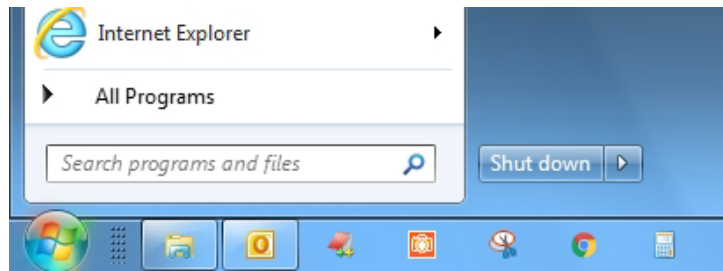 Internet Explorer
All Programs
Search programs and files
Shut down